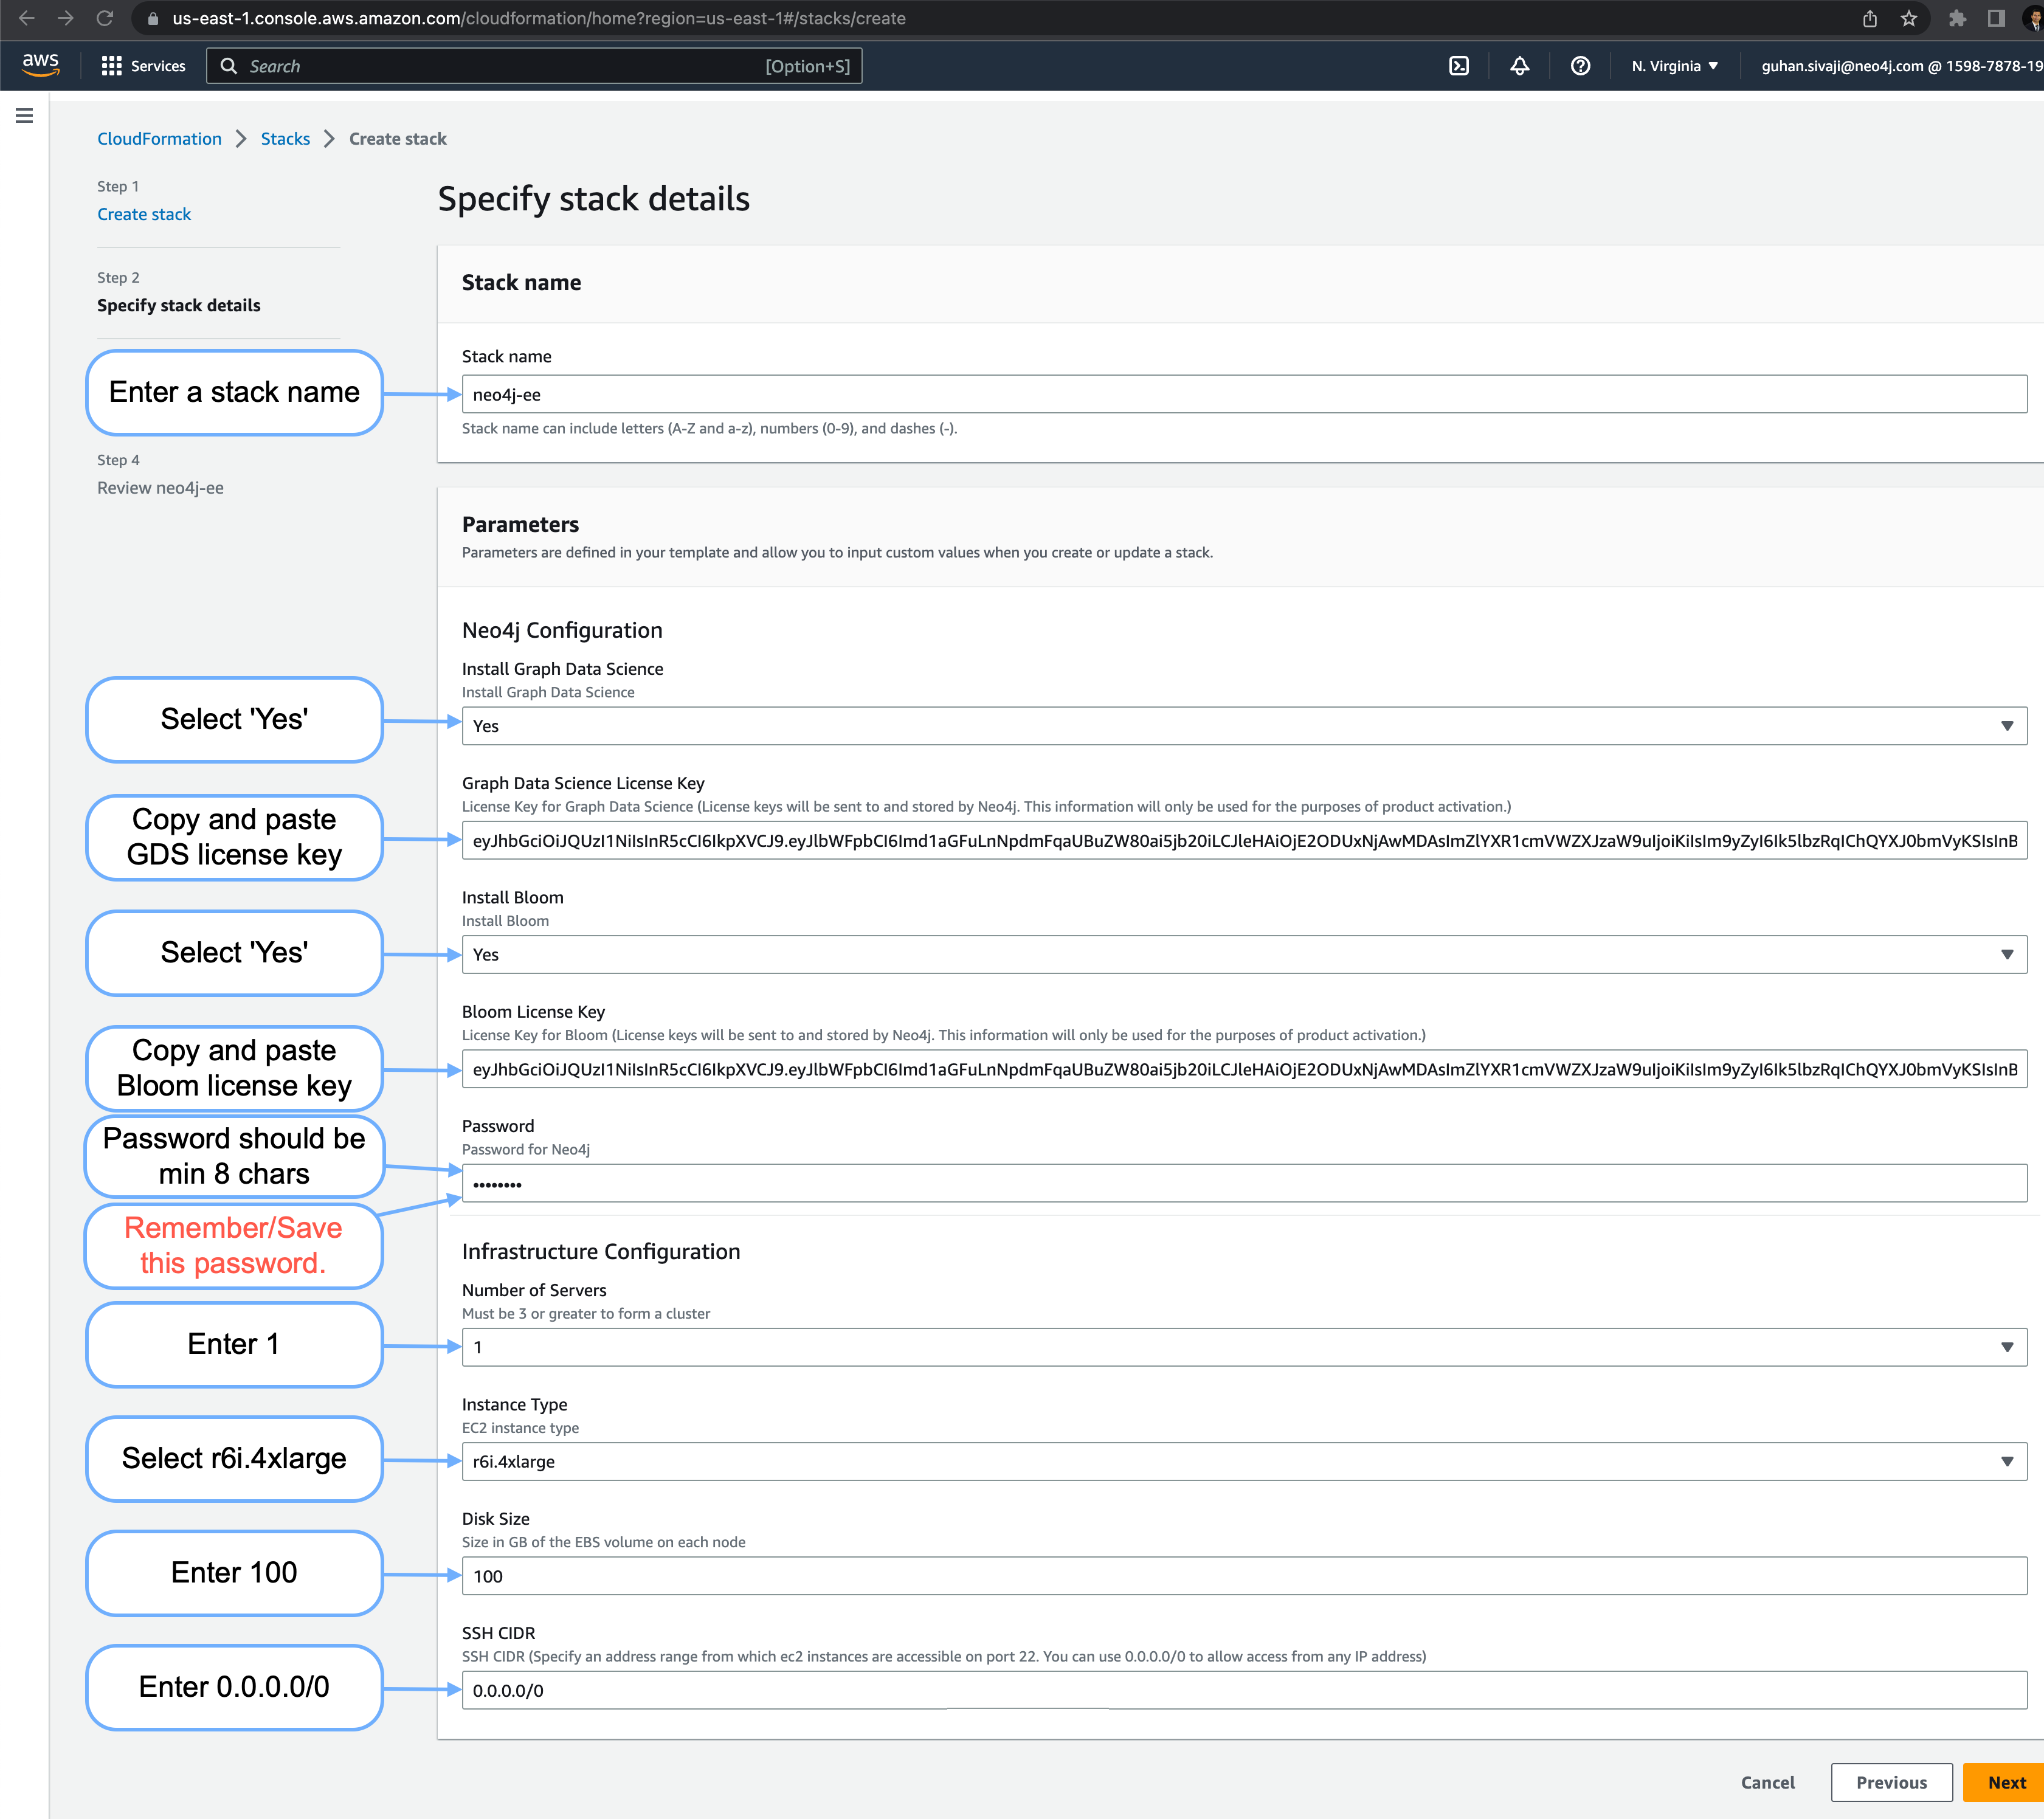 us-east-1.console.aws.amazon.com/cloudformation/home?region=us-east-1#/stacks/create
aws
Services
Search
[Option+S]
N. Virginia
guhan.sivaji@neo4j.com @ 1598-7878-19
CloudFormation
Stacks
Create stack
Step 1
Create stack
Step 2
Specify stack details
Enter a stack name
Step 4
Review neo4j-ee
Specify stack details
Stack name
Stack name
neo4j-ee
Stack name can include letters (A-Z and a-z), numbers (0-9), and dashes (-).
Parameters
Parameters are defined in your template and allow you to input custom values when you create or update a stack.
Neo4j Configuration
Install Graph Data Science
Install Graph Data Science
Select 'Yes'
Yes
Graph Data Science License Key
License Key for Graph Data Science (License keys will be sent to and stored by Neo4j. This information will only be used for the purposes of product activation.)
Copy and paste
GDS license key
eyJhbGciOiJQUzI1NiIsInR5cCI6IkpXVCJ9.eyJlbWFpbCI6Imd1aGFuLnNpdmFqaUBuZW80ai5jb20iLCJleHAiOjE2ODUxNjAwMDAsImZlYXR1cmVWZXJzaW9uIjoiKiIsIm9yZyI6Ik5lbzRqIChQYXJ0bmVyKSIsInB
Install Bloom
Install Bloom
Select 'Yes'
Yes
Bloom License Key
License Key for Bloom (License keys will be sent to and stored by Neo4j. This information will only be used for the purposes of product activation.)
Copy and paste
Bloom license key
eyJhbGciOiJQUzI1NiIsInR5cCI6IkpXVCJ9.eyJlbWFpbCI6Imd1aGFuLnNpdmFqaUBuZW80ai5jb20iLCJleHAiOjE2ODUxNjAwMDAsImZlYXR1cmVWZXJzaW9uIjoiKiIsIm9yZyI6Ik5lbzRqIChQYXJ0bmVyKSIsInB
Password
Password for Neo4j
Password should be
min 8 chars
••••••••
Remember/Save
this password.
Infrastructure Configuration
Number of Servers
Must be 3 or greater to form a cluster
Enter 1
1
Instance Type
EC2 instance type
Select r6i.4xlarge
r6i.4xlarge
Disk Size
Size in GB of the EBS volume on each node
Enter 100
100
SSH CIDR
SSH CIDR (Specify an address range from which ec2 instances are accessible on port 22. You can use 0.0.0.0/0 to allow access from any IP address)
Enter 0.0.0.0/0
0.0.0.0/0
Cancel
Previous
Next